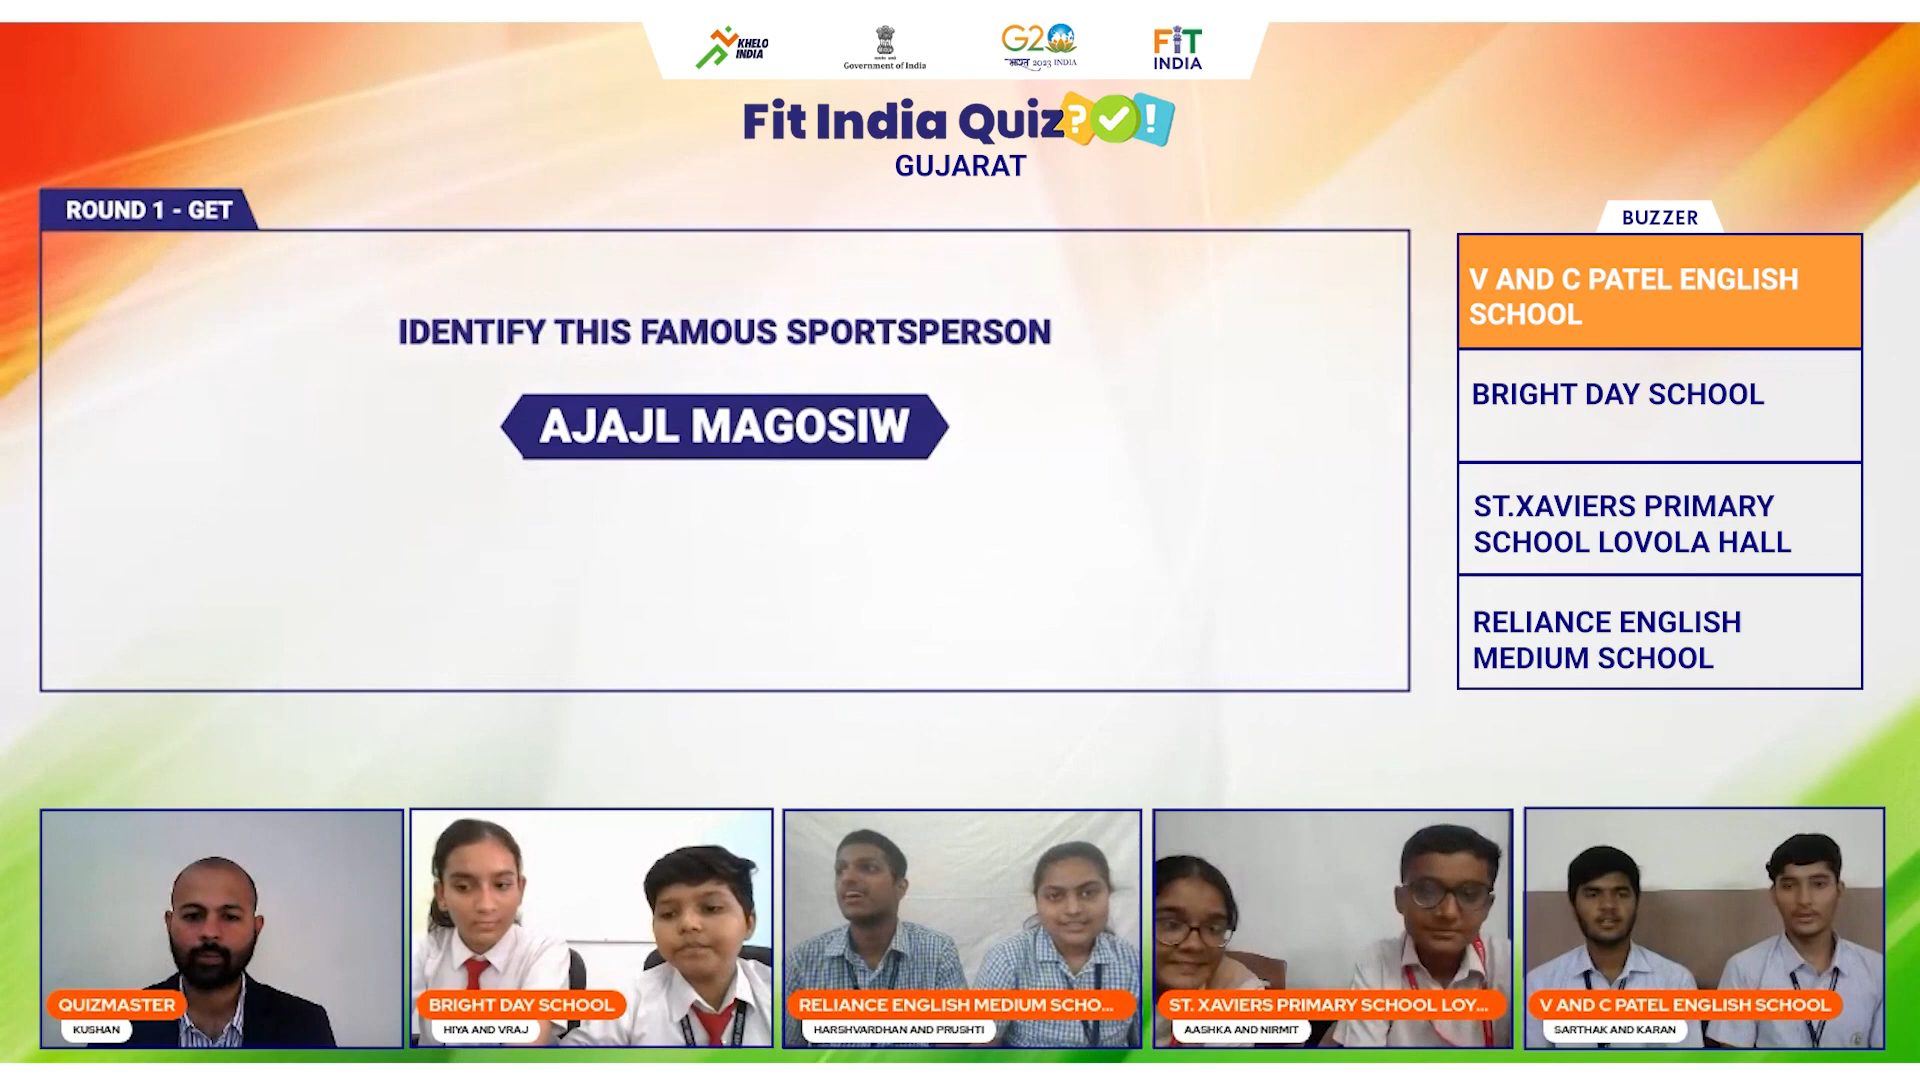 KHELO
INDIA
Government of India
G20
भारत 2023 INDIA
FIT
INDIA
Fit India Quiz?!
GUJARAT
ROUND 1 - GET
IDENTIFY THIS FAMOUS SPORTSPERSON
AJAJL MAGOSIW
BUZZER
V AND C PATEL ENGLISH
SCHOOL
BRIGHT DAY SCHOOL
ST.XAVIERS PRIMARY
SCHOOL LOVOLA HALL
RELIANCE ENGLISH
MEDIUM SCHOOL
QUIZMASTER
KUSHAN
BRIGHT DAY SCHOOL
HIYA AND VRAJ
RELIANCE ENGLISH MEDIUM SCHO...
HARSHVARDHAN AND PRUSHTI
ST. XAVIERS PRIMARY SCHOOL LOY...
AASHKA AND NIRMIT
V AND C PATEL ENGLISH SCHOOL
SARTHAK AND KARAN